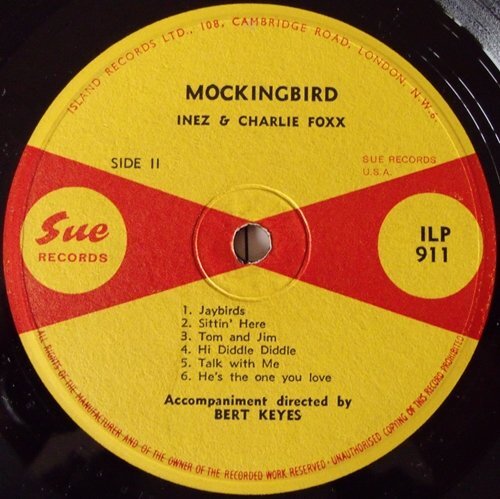 ISLAND RECORDS LTD., 108, CAMBRIDGE ROAD, LONDON, N.W.6.
MOCKINGBIRD
INEZ & CHARLIE FOXX
SIDE II
SUE RECORDS
U.S.A.
Sue
RECORDS
ILP
911
1. Jaybirds
2. Sittin' Here
3. Tom and Jim
4. Hi Diddle Diddle
5. Talk with Me
6. He's the one you love
Accompaniment directed by
BERT KEYES
ALL RIGHTS OF THE MANUFACTURER AND OF THE OWNER OF THE RECORDED WORK RESERVED - UNAUTHORISED COPYING OF THIS RECORD PROHIBITED